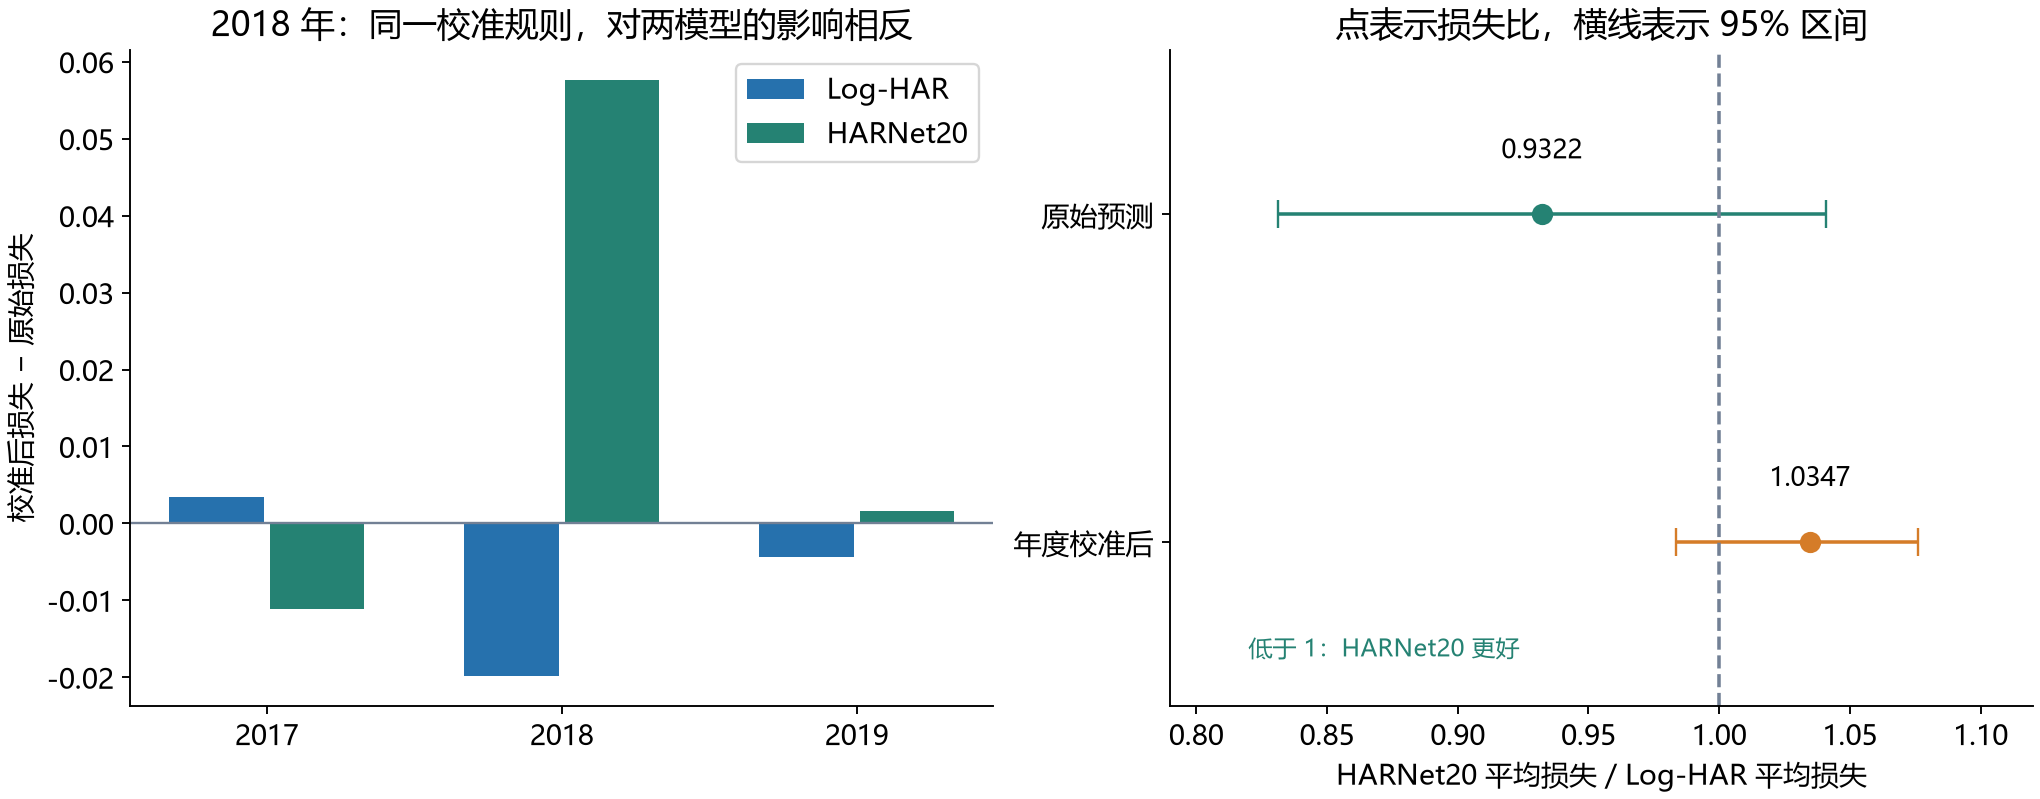 2018 年：同一校准规则，对两模型的影响相反
校准后损失 − 原始损失
0.06
0.05
0.04
0.03
0.02
0.01
0.00
-0.01
-0.02
Log-HAR
HARNet20
2017
2018
2019
点表示损失比，横线表示 95% 区间
原始预测
年度校准后
0.9322
1.0347
低于 1：HARNet20 更好
0.80
0.85
0.90
0.95
1.00
1.05
1.10
HARNet20 平均损失 / Log-HAR 平均损失